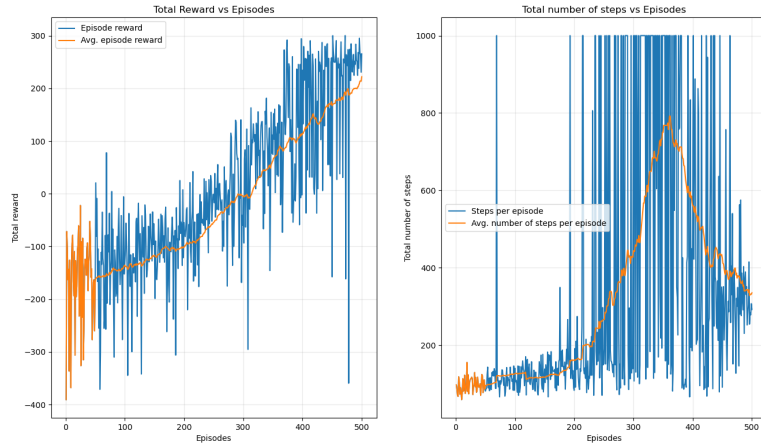 Total Reward vs Episodes
Episode reward
Avg. episode reward
300
200
100
0
−100
−200
−300
−400
Total reward
0
100
200
300
400
500
Episodes
Total number of steps vs Episodes
1000
800
600
400
200
Total number of steps
Steps per episode
Avg. number of steps per episode
0
100
200
300
400
500
Episodes